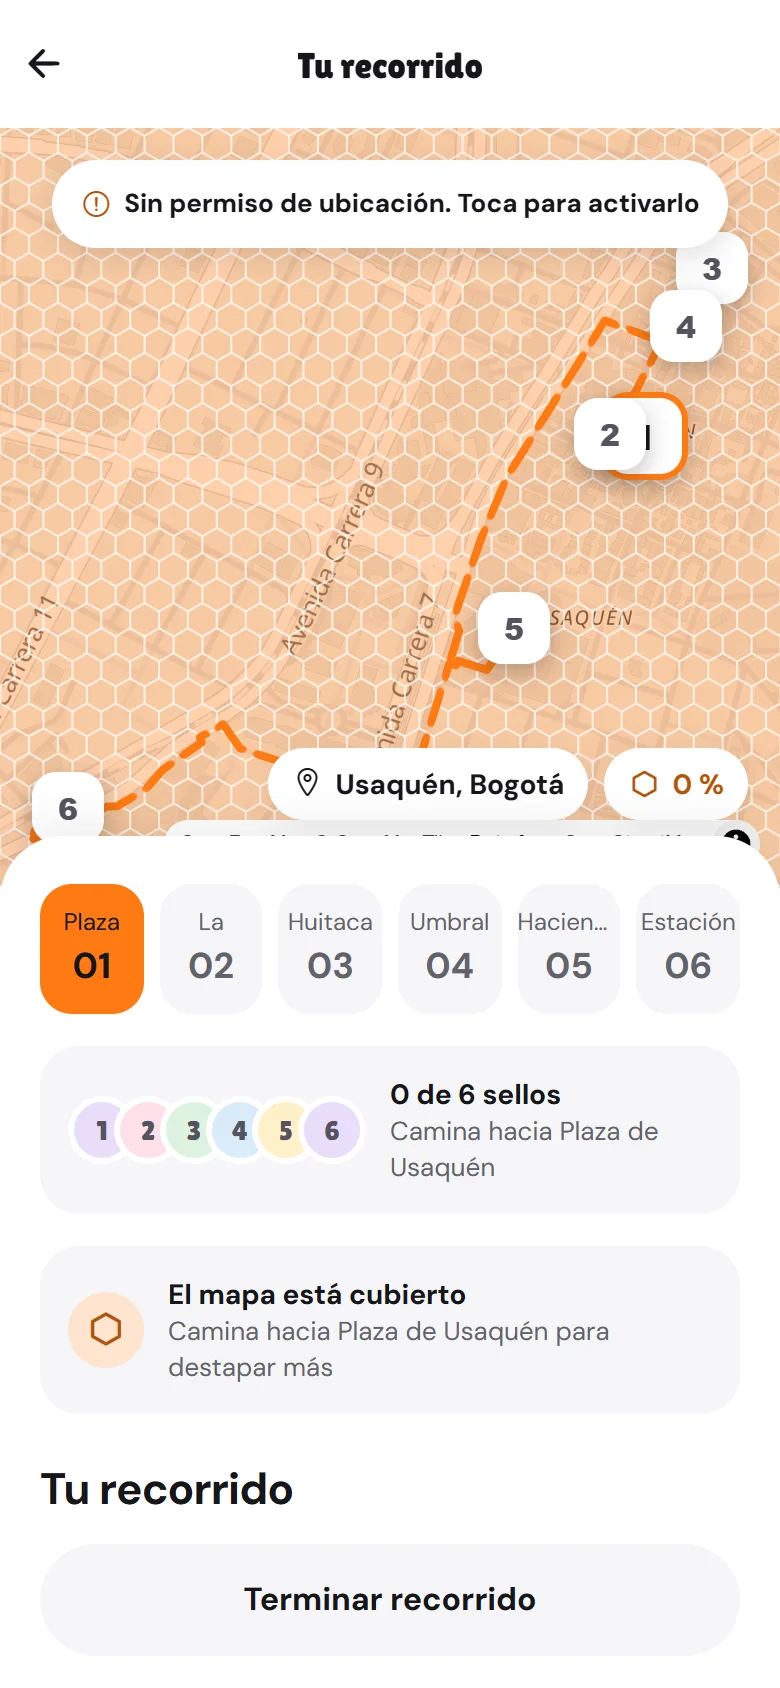 Tu recorrido
Sin permiso de ubicación. Toca para activarlo
3
4
2
5
SAQUÉN
Avenida Carrera 9
Carrera 11
nida Carrera 7
6
Usaquén, Bogotá
0 %
Plaza
01
La
02
Huitaca
03
Umbral
04
Hacien...
05
Estación
06
1 2 3 4 5 6
0 de 6 sellos
Camina hacia Plaza de
Usaquén
El mapa está cubierto
Camina hacia Plaza de Usaquén para
destapar más
Tu recorrido
Terminar recorrido